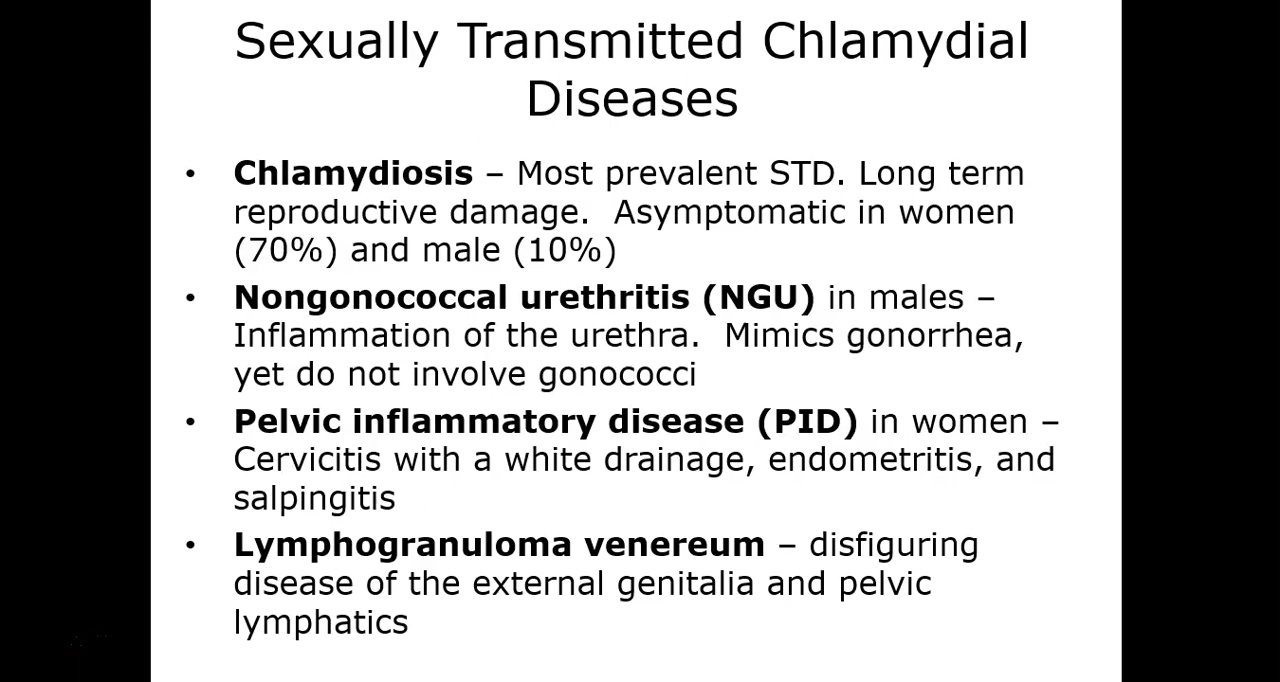 Sexually Transmitted Chlamydial
Diseases
• Chlamydiosis – Most prevalent STD. Long term
reproductive damage.  Asymptomatic in women
(70%) and male (10%)
• Nongonococcal urethritis (NGU) in males –
Inflammation of the urethra.  Mimics gonorrhea,
yet do not involve gonococci
• Pelvic inflammatory disease (PID) in women –
Cervicitis with a white drainage, endometritis, and
salpingitis
• Lymphogranuloma venereum – disfiguring
disease of the external genitalia and pelvic
lymphatics